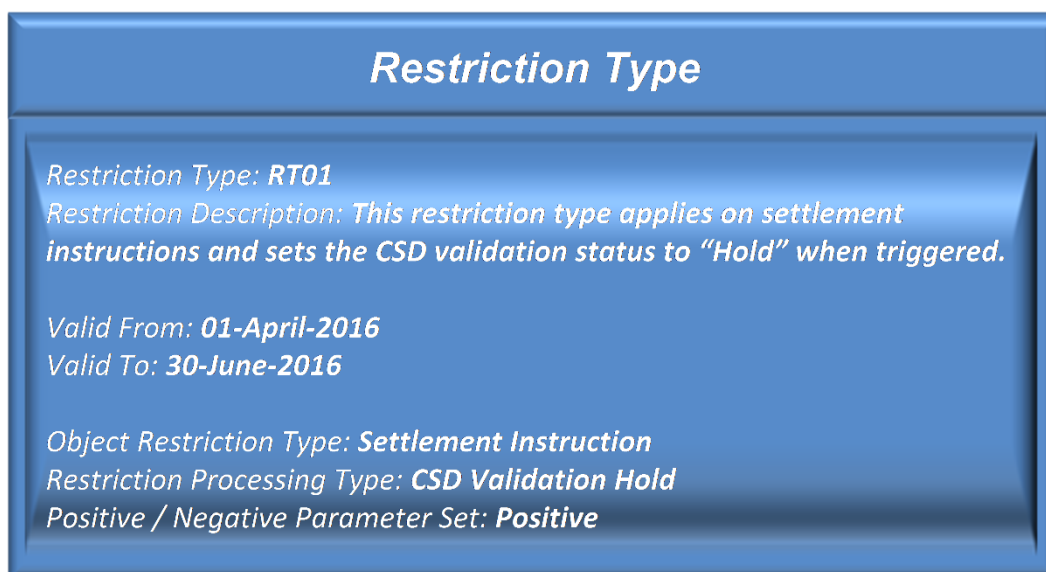 Restriction Type
Restriction Type: RT01
Restriction Description: This restriction type applies on settlement
instructions and sets the CSD validation status to “Hold” when triggered.
Valid From: 01-April-2016
Valid To: 30-June-2016
Object Restriction Type: Settlement Instruction
Restriction Processing Type: CSD Validation Hold
Positive / Negative Parameter Set: Positive